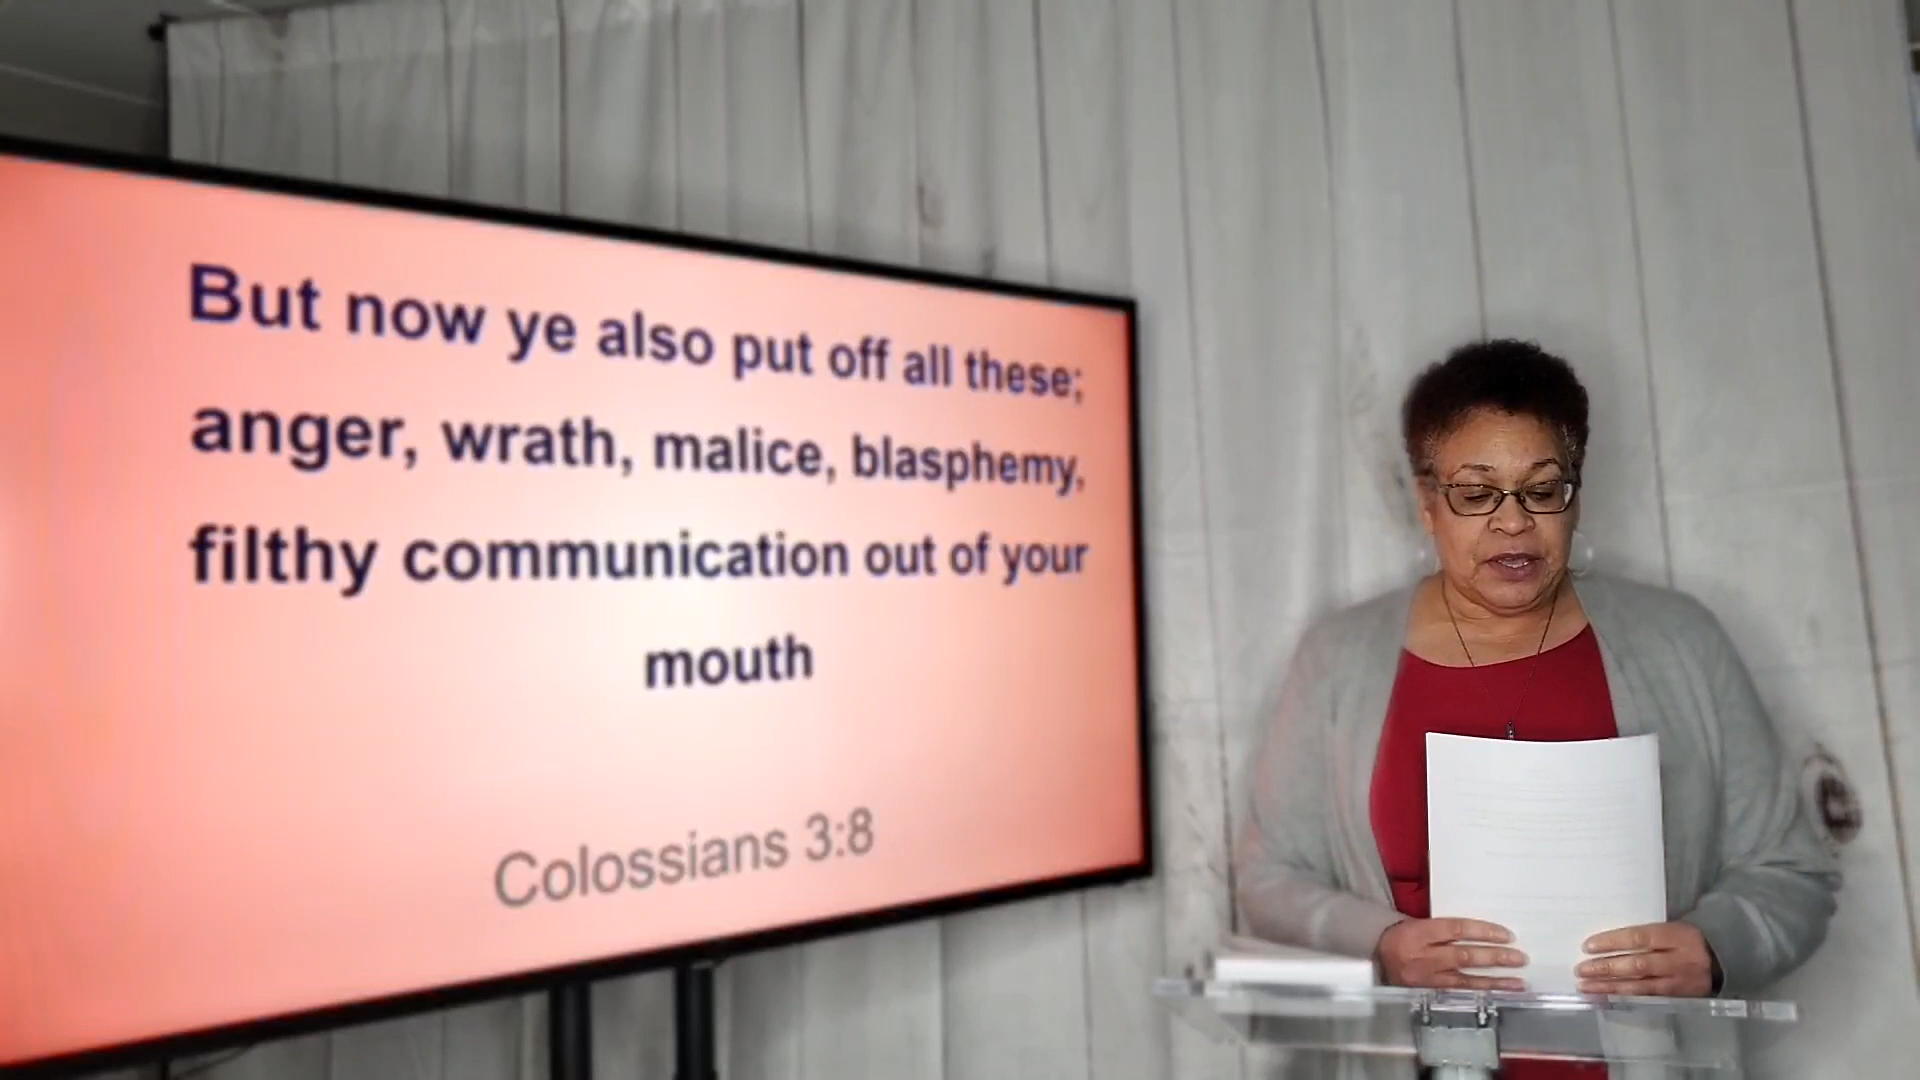 But now ye also put off all these;
anger, wrath, malice, blasphemy,
filthy communication out of your
mouth
Colossians 3:8